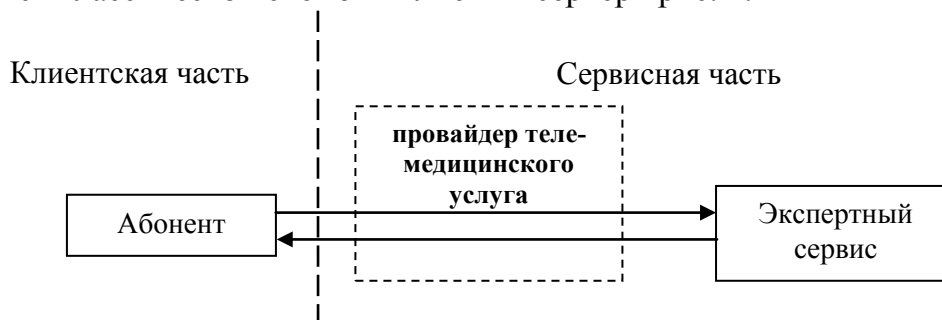 Клиентская часть
Сервисная часть
провайдер теле-
медицинского
услуга
Абонент
Экспертный
сервис